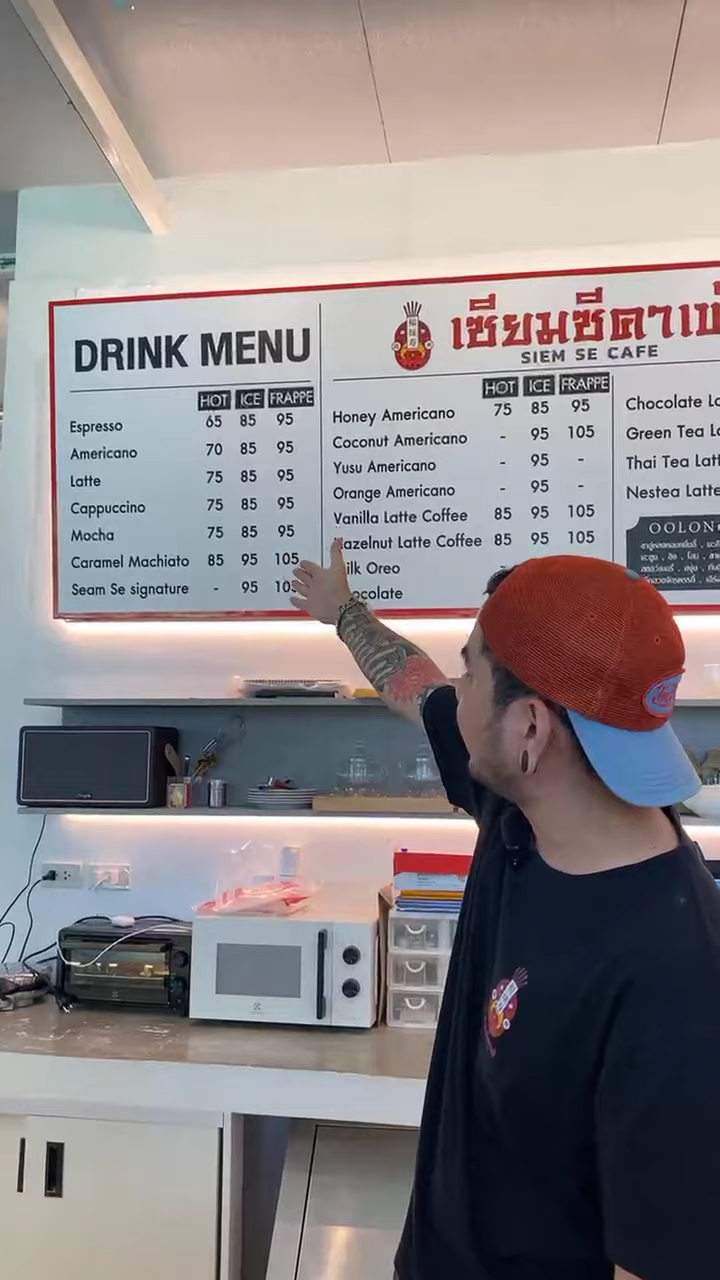 DRINK MENU
HOT ICE FRAPPE
Espresso 65 85 95
Americano 70 85 95
Latte 75 85 95
Cappuccino 75 85 95
Mocha 75 85 95
Caramel Machiato 85 95 105
Seam Se signature - 95
เซียมซีคาเ
SIEM SE CAFE
HOT ICE FRAPPE
Honey Americano 75 85 95
Coconut Americano - 95 105
Yusu Americano - 95 -
Orange Americano - 95 -
Vanilla Latte Coffee 85 95 105
azelnut Latte Coffee 85 95 105
ilk Oreo
ocolate
Chocolate La
Green Tea La
Thai Tea Latt
Nestea Latte
OOLON